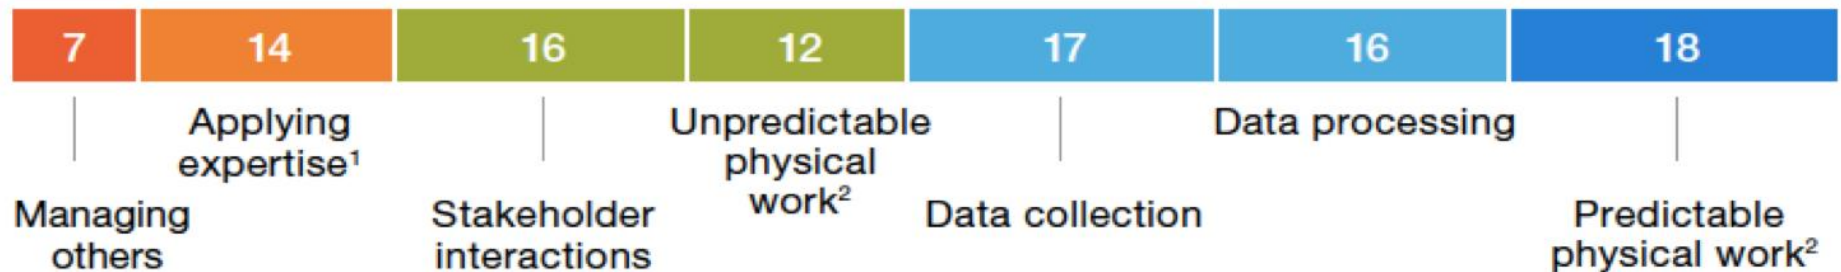 7 14 16 12 17 16 18
Applying
expertise¹
Unpredictable
physical
work²
Data processing
Managing
others
Stakeholder
interactions
Data collection
Predictable
physical work²